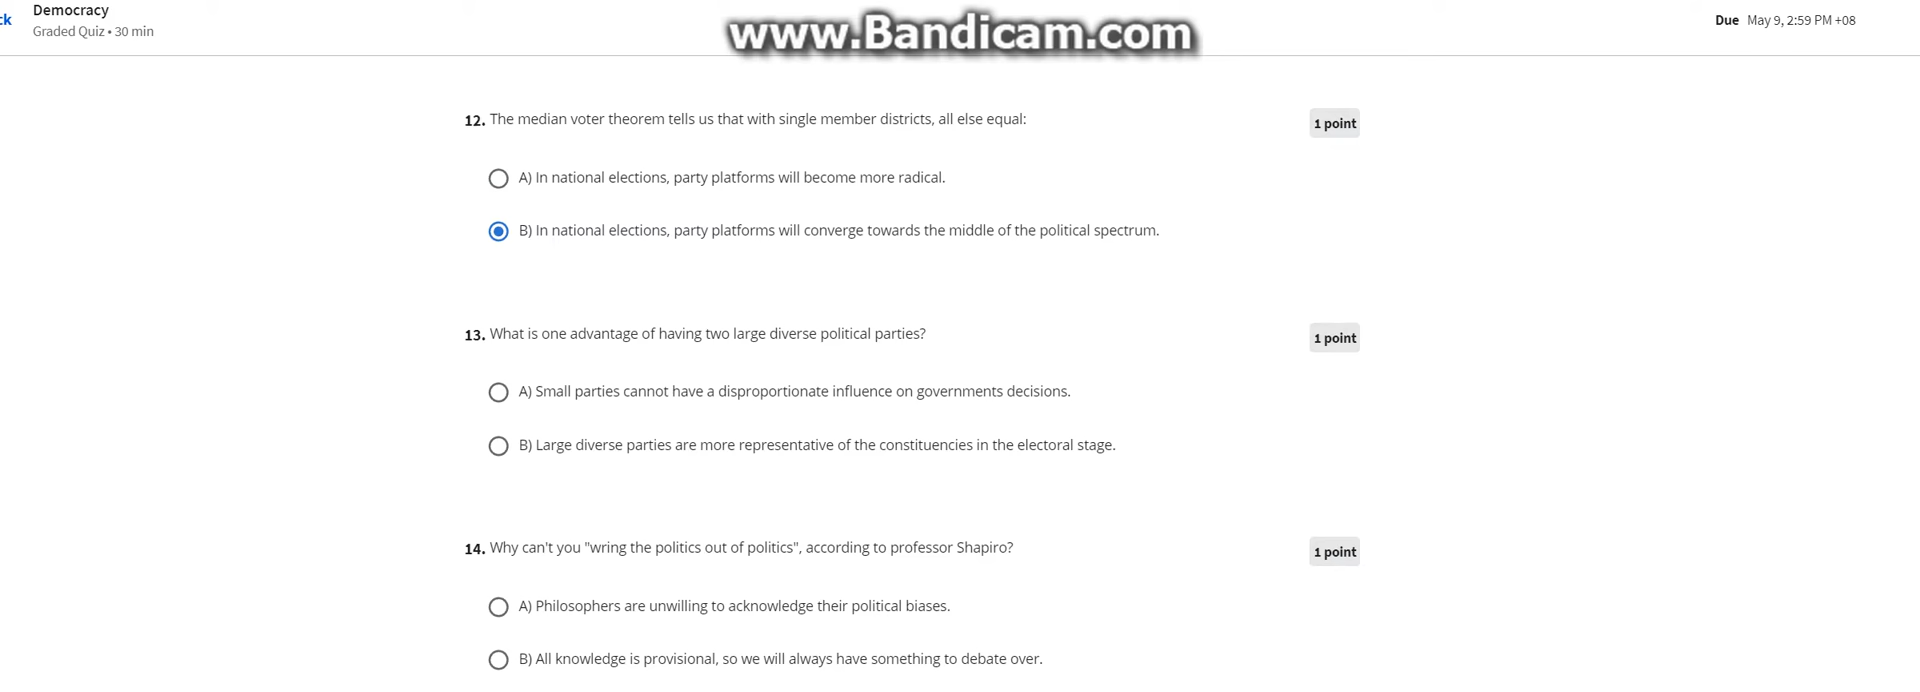 Democracy
www.Bandicam.com
Due May 9, 2:59 PM +08
ck
Graded Quiz • 30 min
12. The median voter theorem tells us that with single member districts, all else equal:
1 point
A) In national elections, party platforms will become more radical.
B) In national elections, party platforms will converge towards the middle of the political spectrum.
13. What is one advantage of having two large diverse political parties?
1 point
A) Small parties cannot have a disproportionate influence on governments decisions.
B) Large diverse parties are more representative of the constituencies in the electoral stage.
14. Why can't you "wring the politics out of politics", according to professor Shapiro?
1 point
A) Philosophers are unwilling to acknowledge their political biases.
B) All knowledge is provisional, so we will always have something to debate over.